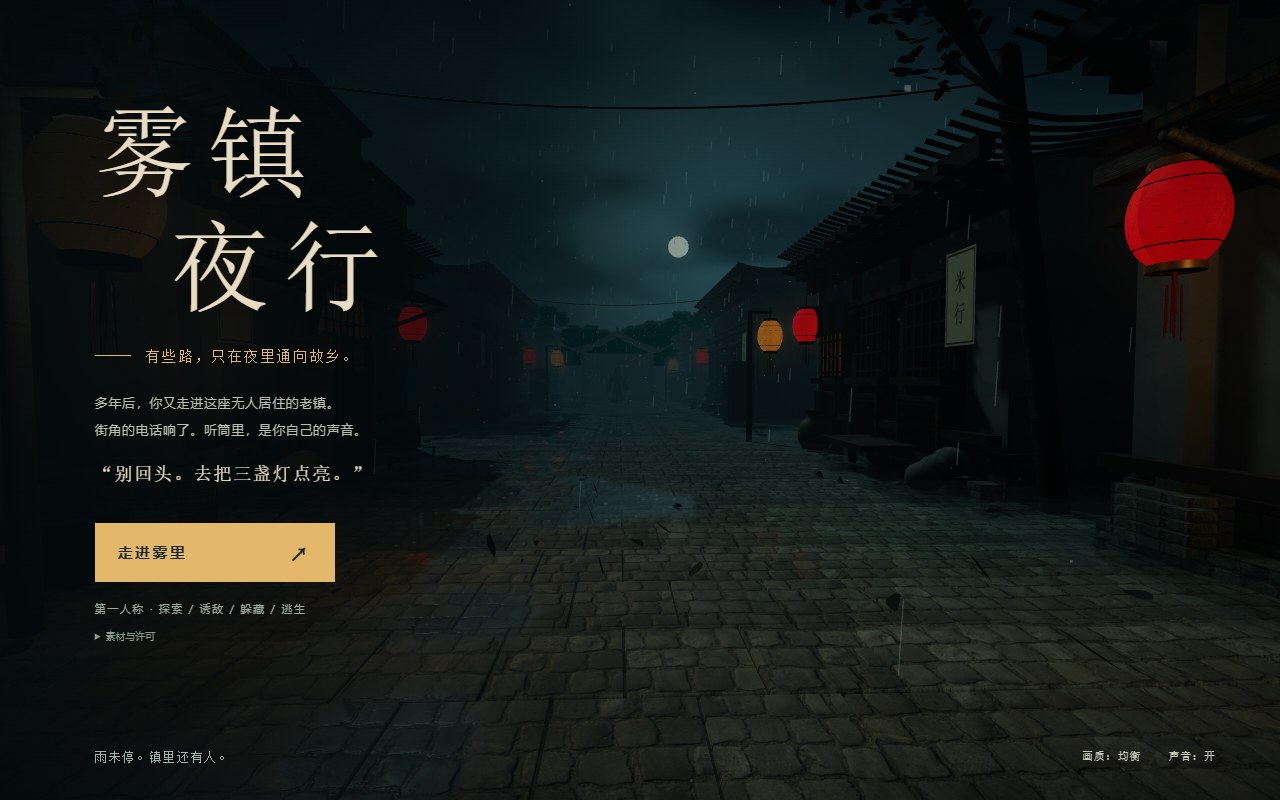 雾镇
夜行
有些路，只在夜里通向故乡。
多年后，你又走进这座无人居住的老镇。
街角的电话响了。听筒里，是你自己的声音。
“别回头。去把三盏灯点亮。”
走进雾里 ↗
第一人称 · 探索 / 诱敌 / 躲藏 / 逃生
▶ 素材与许可
雨未停。镇里还有人。
画质：均衡 声音：开
米行